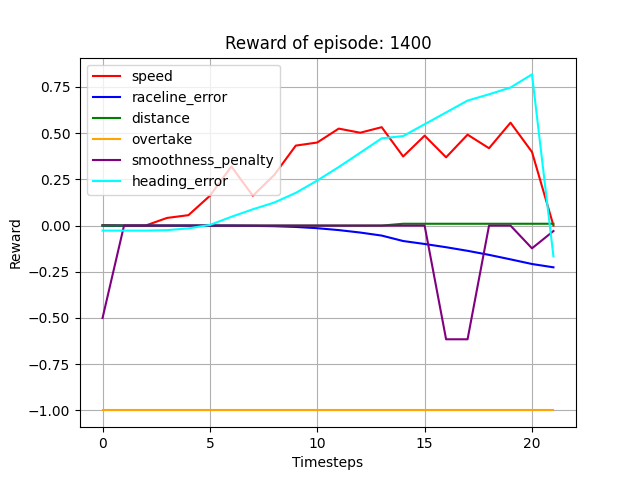 Reward of episode: 1400
speed
raceline_error
distance
overtake
smoothness_penalty
heading_error
0.75
0.50
0.25
0.00
−0.25
−0.50
−0.75
−1.00
Reward
0
5
10
15
20
Timesteps